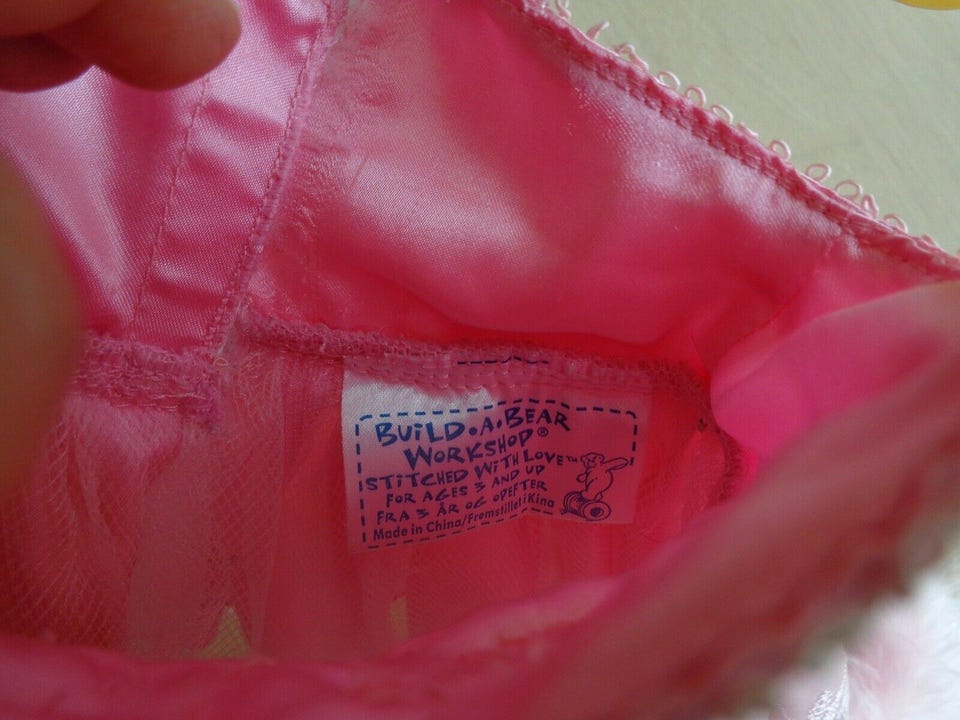 BUILD-A-BEAR
WORKSHOP®
STITCHED WITH LOVE™
FOR AGES 3 AND UP
FRA 3 ÅR OG OPEFTER
Made in China/Fremstillet i Kina